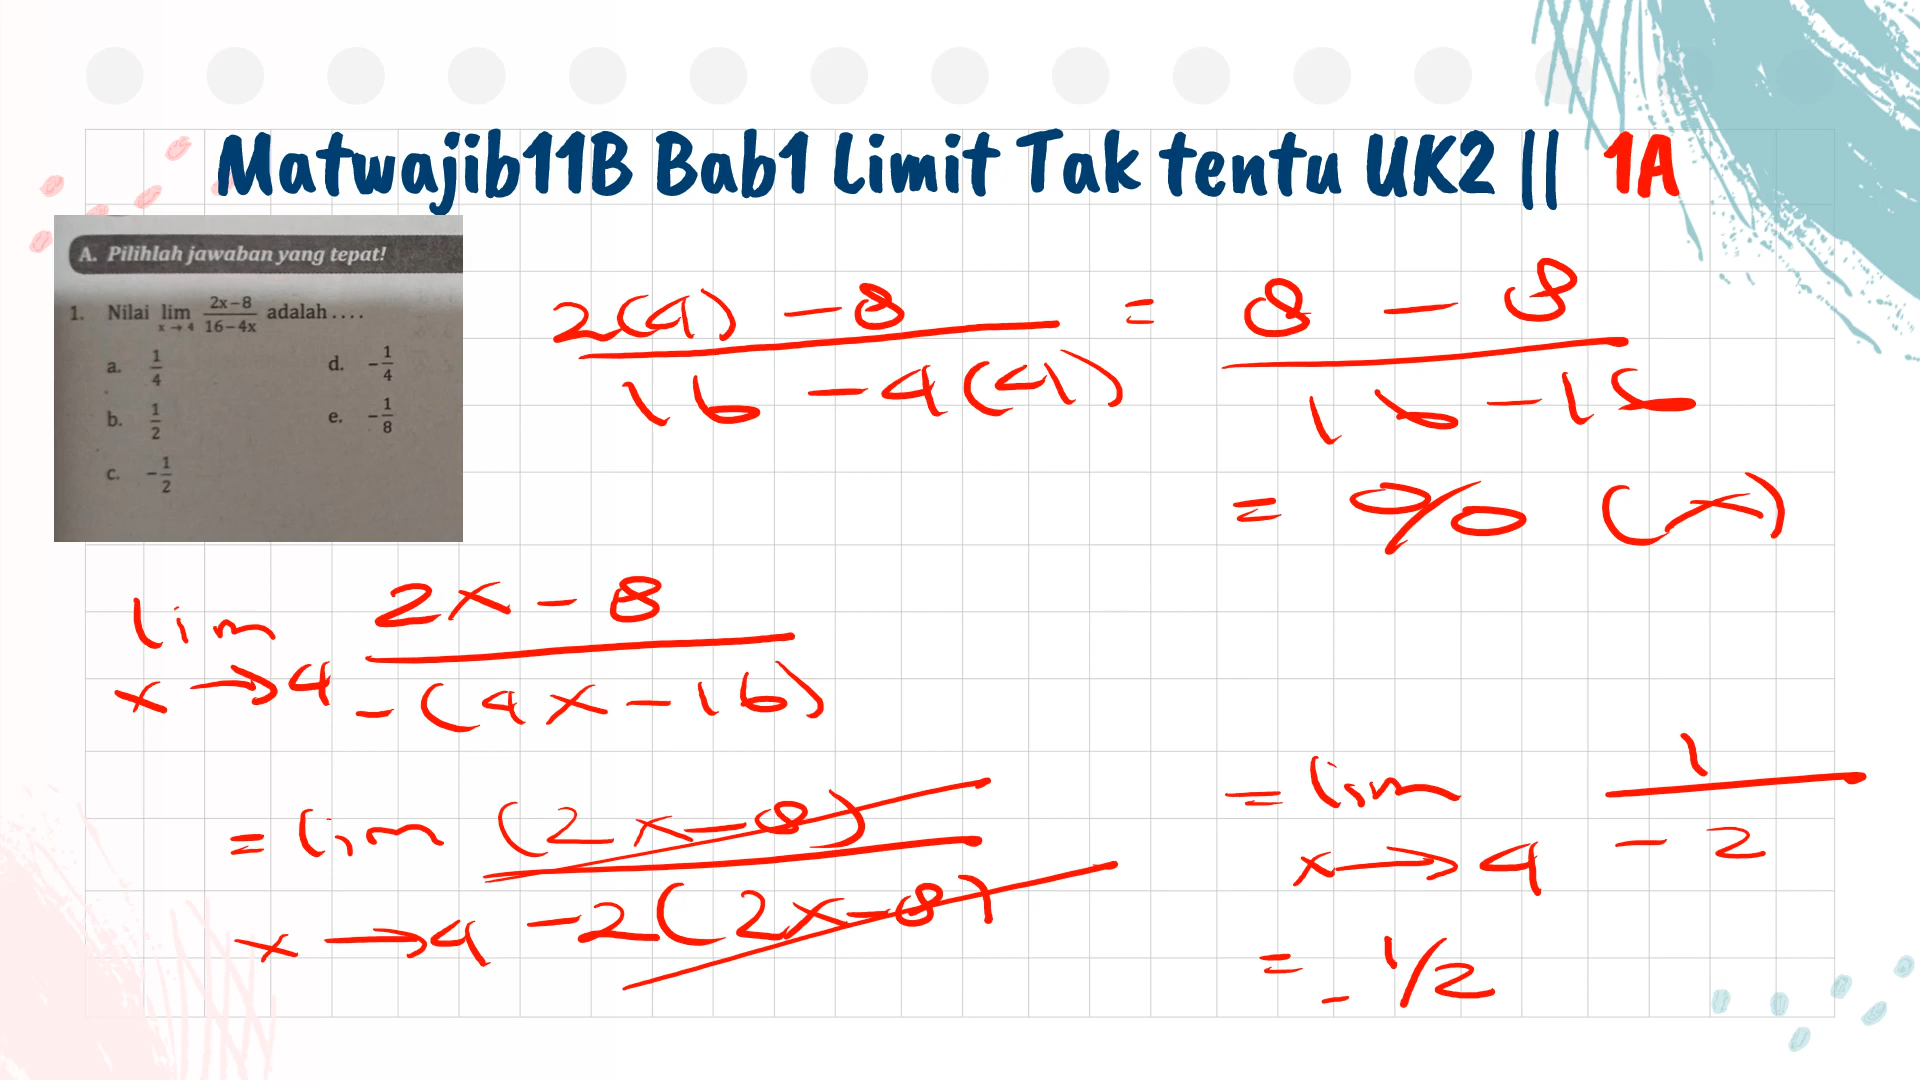 Matwajib11B Bab1 Limit Tak tentu UK2 || 1A
A. Pilihlah jawaban yang tepat!
1. Nilai lim x→4 (2x−8)/(16−4x) adalah ....
a. 1/4
d. −1/4
b. 1/2
e. −1/8
c. −1/2
2(4) − 8 / 16 − 4(4) = 8 − 8 / 16 − 16
= 0/0 (x)
lim x→4 2x − 8 / −(4x − 16)
= lim x→4 (2x − 8) / −2(2x − 8)
= lim x→4 1 / −2
= −1/2